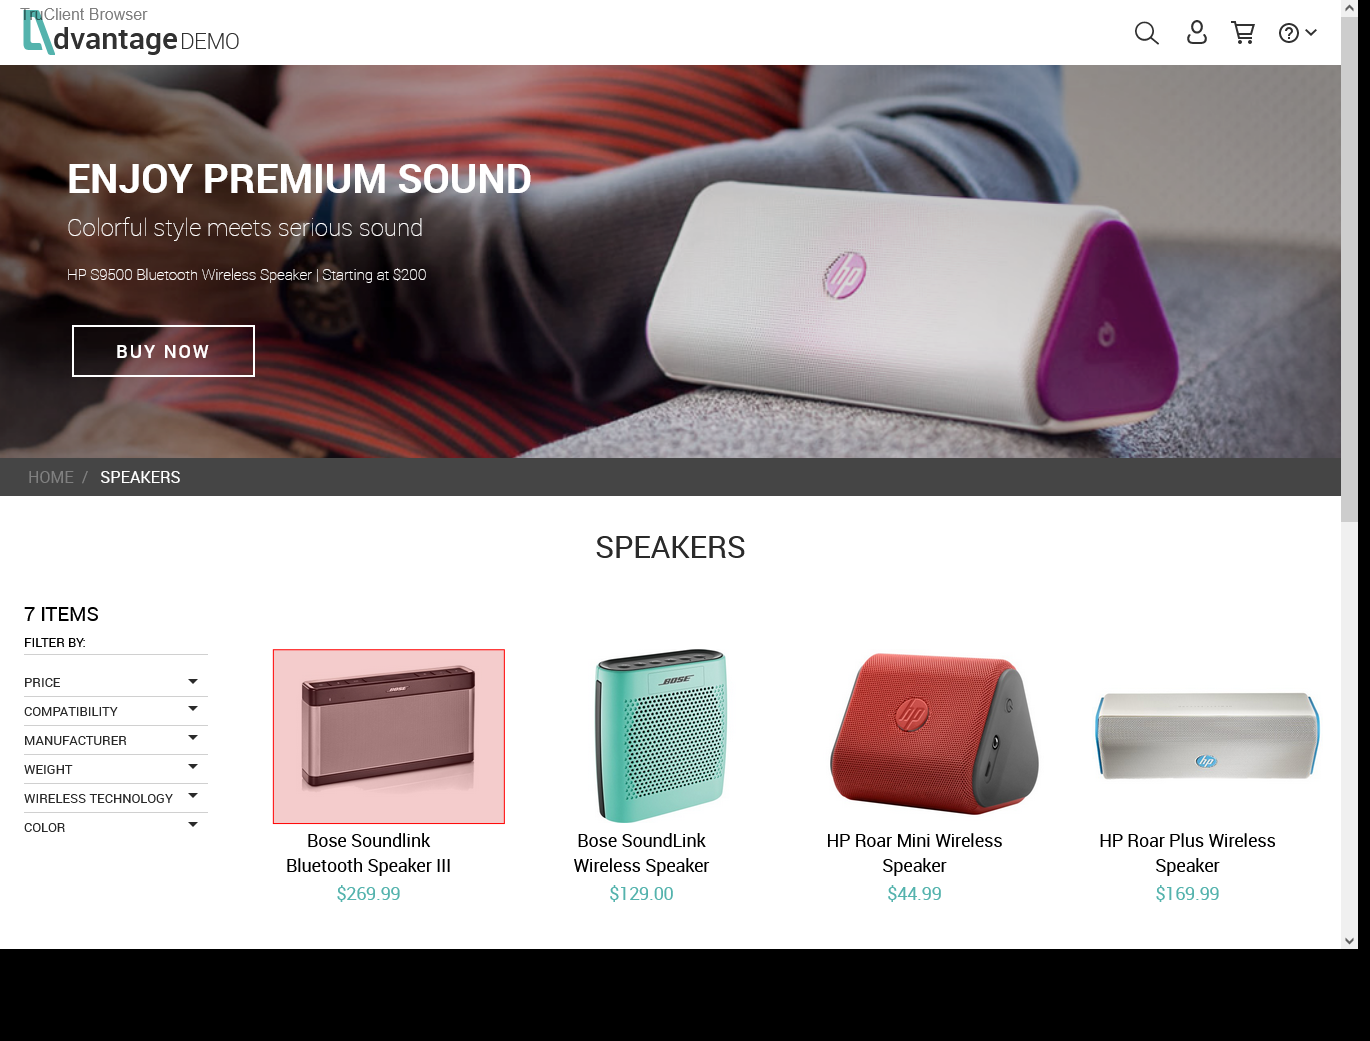 TruClient Browser
dvantage DEMO
ENJOY PREMIUM SOUND
Colorful style meets serious sound
HP S9500 Bluetooth Wireless Speaker | Starting at $200
hp
BUY NOW
HOME / SPEAKERS
SPEAKERS
7 ITEMS
FILTER BY:
PRICE
COMPATIBILITY
MANUFACTURER
WEIGHT
WIRELESS TECHNOLOGY
COLOR
BOSE
Bose Soundlink
Bluetooth Speaker III
$269.99
BOSE
Bose SoundLink
Wireless Speaker
$129.00
hp
HP Roar Mini Wireless
Speaker
$44.99
hp
HP Roar Plus Wireless
Speaker
$169.99